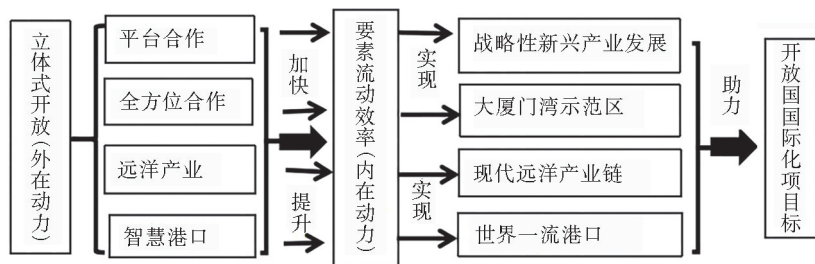 立体式开放(外在动力)
平台合作
全方位合作
远洋产业
智慧港口
加快
提升
要素流动效率(内在动力)
实现
实现
战略性新兴产业发展
大厦门湾示范区
现代远洋产业链
世界一流港口
助力
开放国国际化项目标